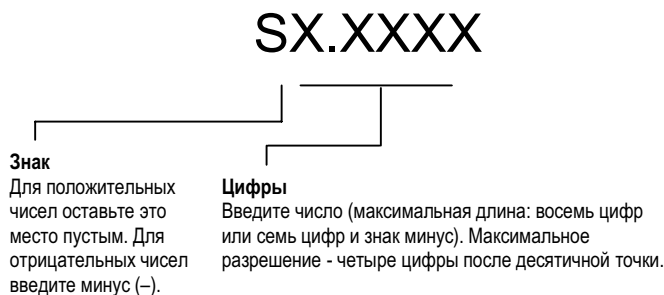 SX.XXXX
Знак
Для положительных
чисел оставьте это
место пустым. Для
отрицательных чисел
введите минус (–).
Цифры
Введите число (максимальная длина: восемь цифр
или семь цифр и знак минус). Максимальное
разрешение - четыре цифры после десятичной точки.